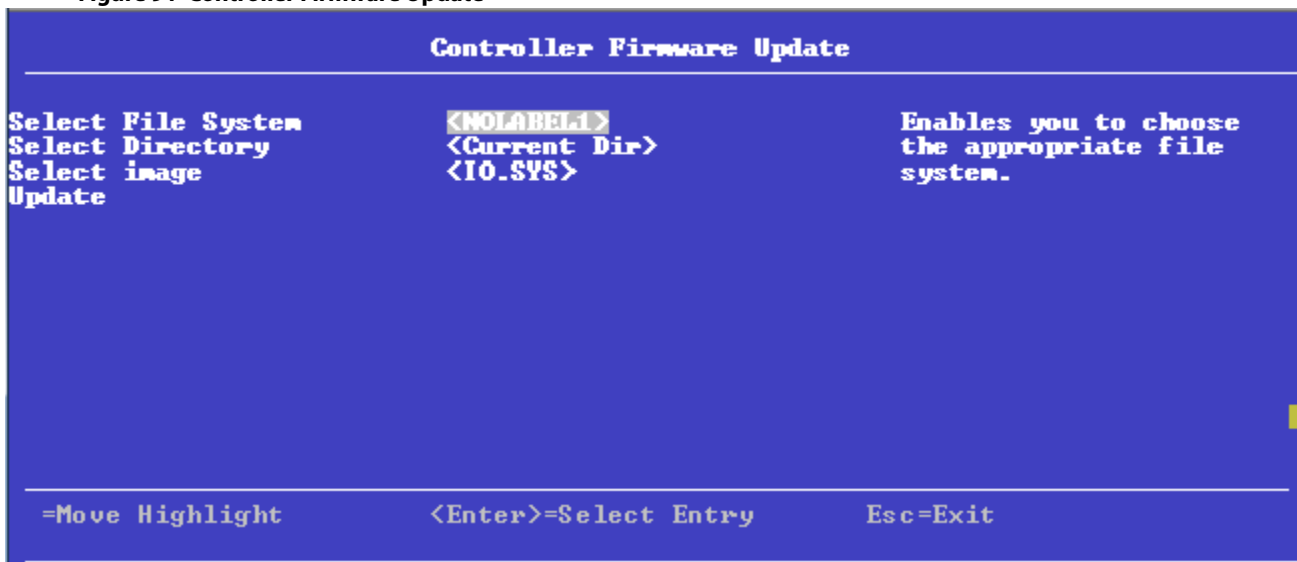 Controller Firmware Update
Select File System <NOLABEL1> Enables you to choose
Select Directory <Current Dir> the appropriate file
Select image <IO.SYS> system.
Update
=Move Highlight <Enter>=Select Entry Esc=Exit